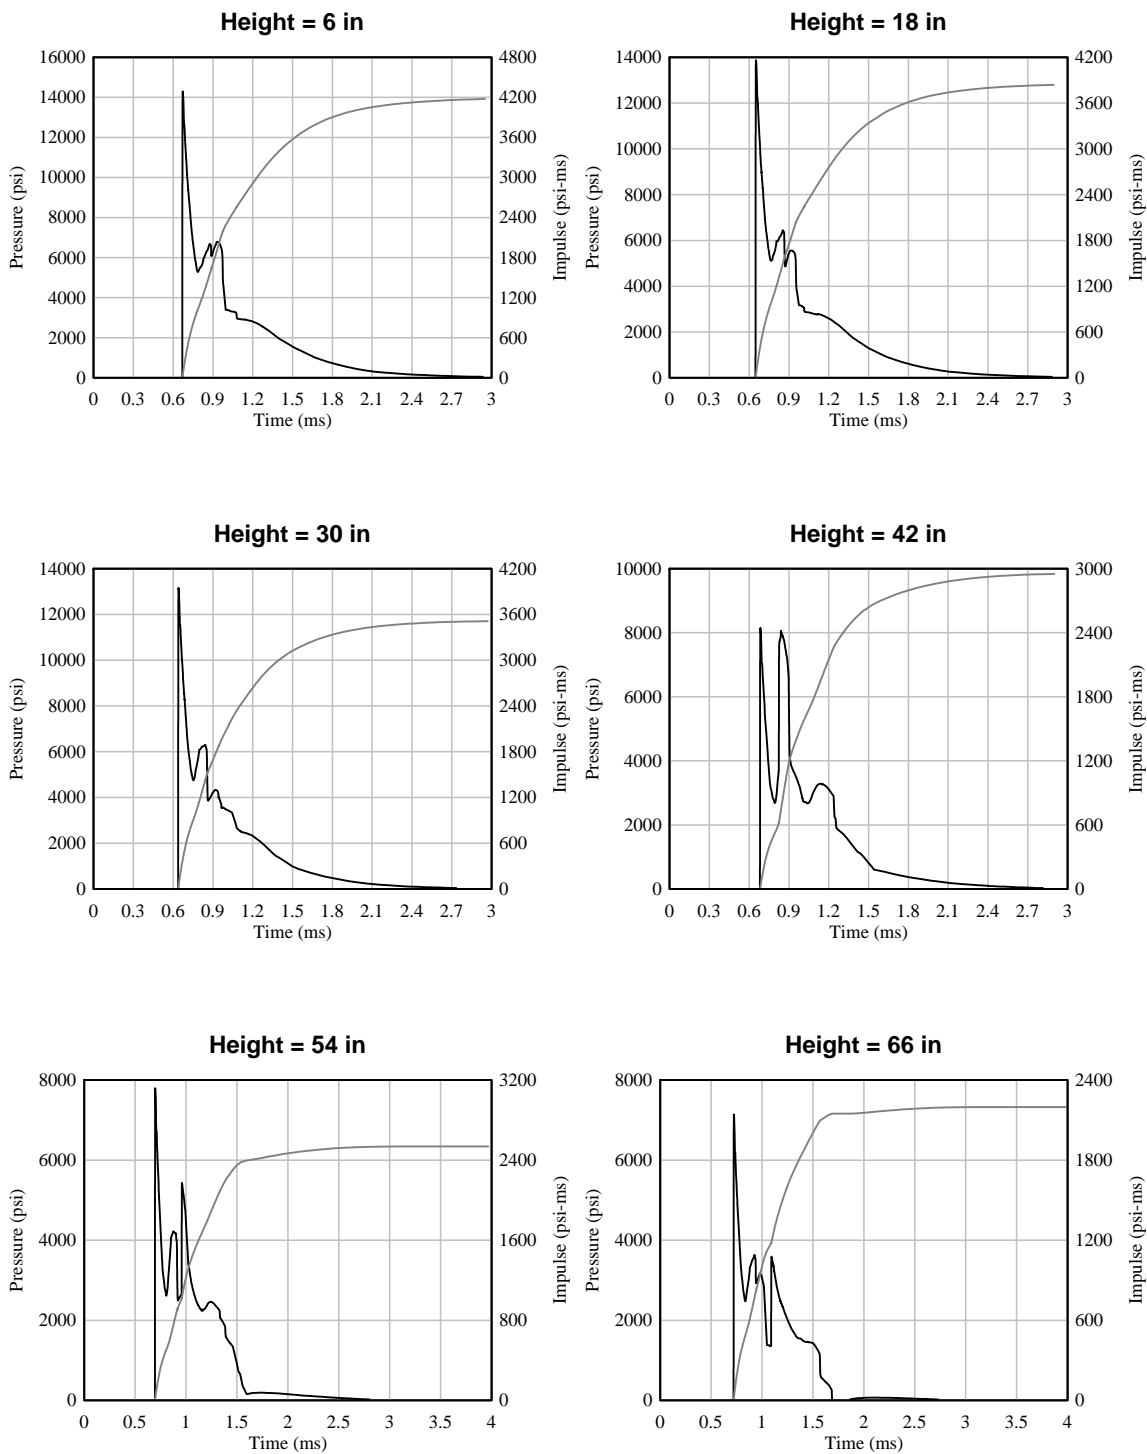 Height = 6 in
16000 14000 12000 10000 8000 6000 4000 2000 0
Pressure (psi)
4800 4200 3600 3000 2400 1800 1200 600 0
Impulse (psi-ms)
0 0.3 0.6 0.9 1.2 1.5 1.8 2.1 2.4 2.7 3
Time (ms)
Height = 18 in
14000 12000 10000 8000 6000 4000 2000 0
Pressure (psi)
4200 3600 3000 2400 1800 1200 600 0
Impulse (psi-ms)
0 0.3 0.6 0.9 1.2 1.5 1.8 2.1 2.4 2.7 3
Time (ms)
Height = 30 in
14000 12000 10000 8000 6000 4000 2000 0
Pressure (psi)
4200 3600 3000 2400 1800 1200 600 0
Impulse (psi-ms)
0 0.3 0.6 0.9 1.2 1.5 1.8 2.1 2.4 2.7 3
Time (ms)
Height = 42 in
10000 8000 6000 4000 2000 0
Pressure (psi)
3000 2400 1800 1200 600 0
Impulse (psi-ms)
0 0.3 0.6 0.9 1.2 1.5 1.8 2.1 2.4 2.7 3
Time (ms)
Height = 54 in
8000 6000 4000 2000 0
Pressure (psi)
3200 2400 1600 800 0
Impulse (psi-ms)
0 0.5 1 1.5 2 2.5 3 3.5 4
Time (ms)
Height = 66 in
8000 6000 4000 2000 0
Pressure (psi)
2400 1800 1200 600 0
Impulse (psi-ms)
0 0.5 1 1.5 2 2.5 3 3.5 4
Time (ms)